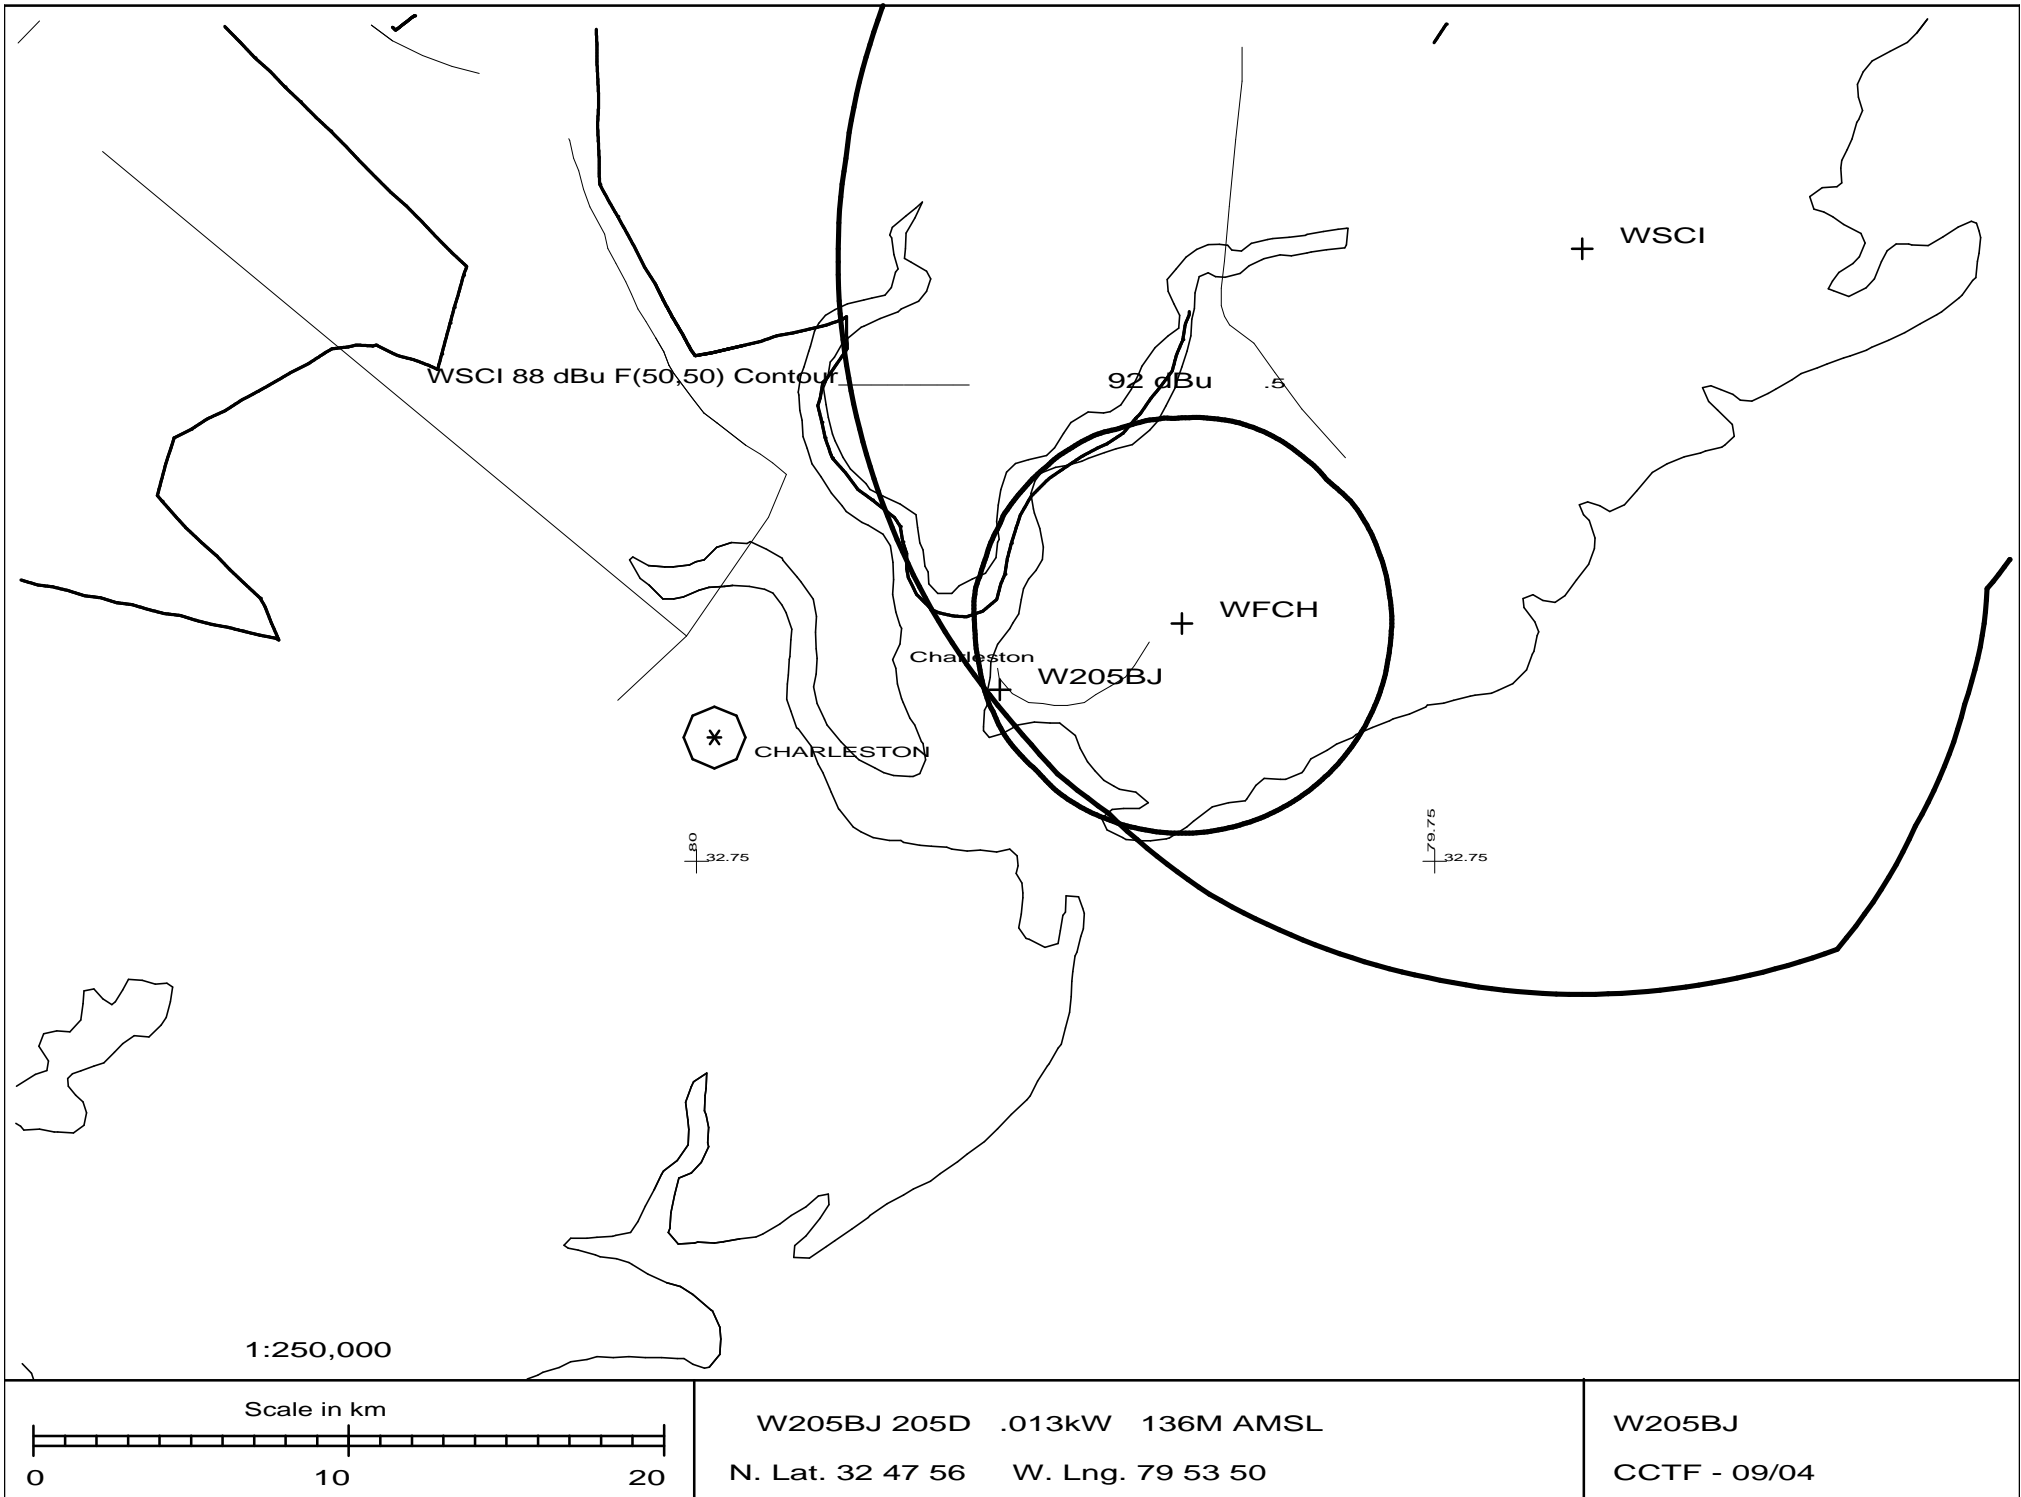 WSCI
WSCI 88 dBu F(50,50) Contour
92 dBu .5
WFCH
Charleston
W205BJ
CHARLESTON
80
32.75
79.75
32.75
1:250,000
Scale in km
0 10 20
W205BJ 205D .013kW 136M AMSL
N. Lat. 32 47 56 W. Lng. 79 53 50
W205BJ
CCTF - 09/04